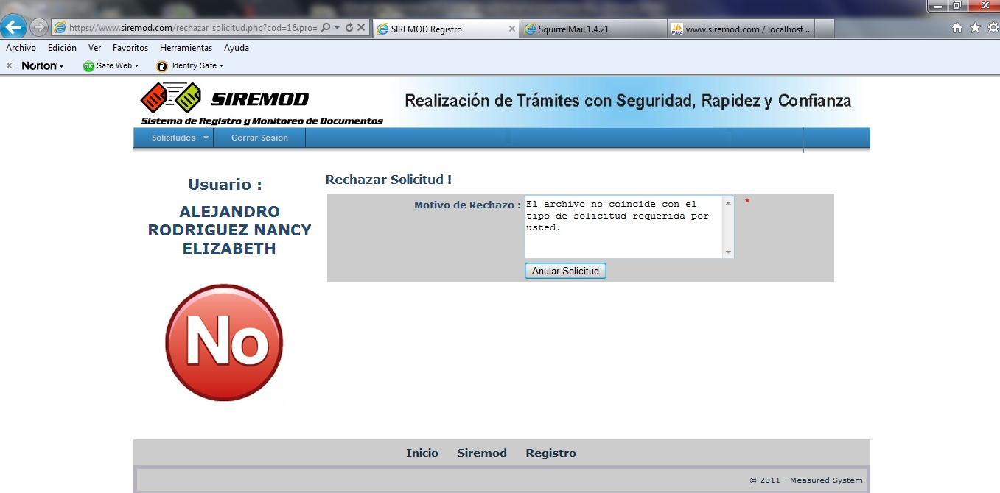 https://www.siremod.com/rechazar_solicitud.php?cod=1&pro=
SIREMOD Registro
SquirrelMail 1.4.21
www.siremod.com / localhost ...
Archivo Edición Ver Favoritos Herramientas Ayuda
X Norton OK Safe Web Identity Safe
SIREMOD
Sistema de Registro y Monitoreo de Documentos
Realización de Trámites con Seguridad, Rapidez y Confianza
Solicitudes Cerrar Sesion
Usuario :
ALEJANDRO
RODRIGUEZ NANCY
ELIZABETH
No
Rechazar Solicitud !
Motivo de Rechazo :
El archivo no coincide con el
tipo de solicitud requerida por
usted.
*
Anular Solicitud
Inicio Siremod Registro
© 2011 - Measured System